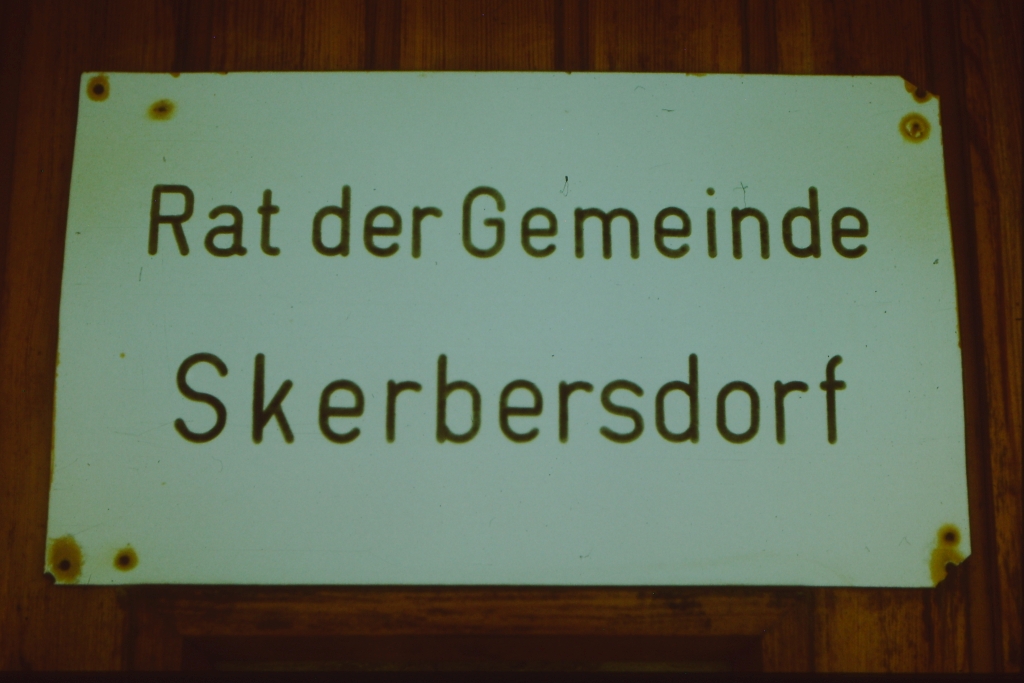 Rat der Gemeinde
Skerbersdorf